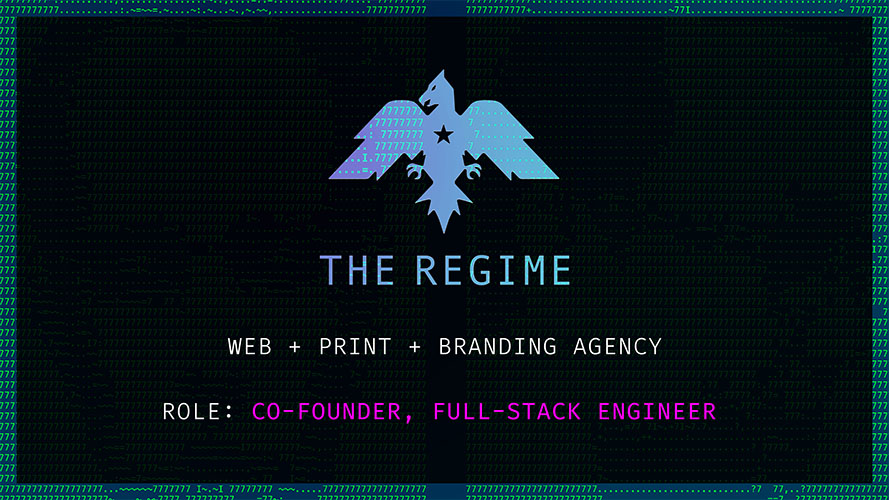 THE REGIME
WEB + PRINT + BRANDING AGENCY
ROLE: CO-FOUNDER, FULL-STACK ENGINEER